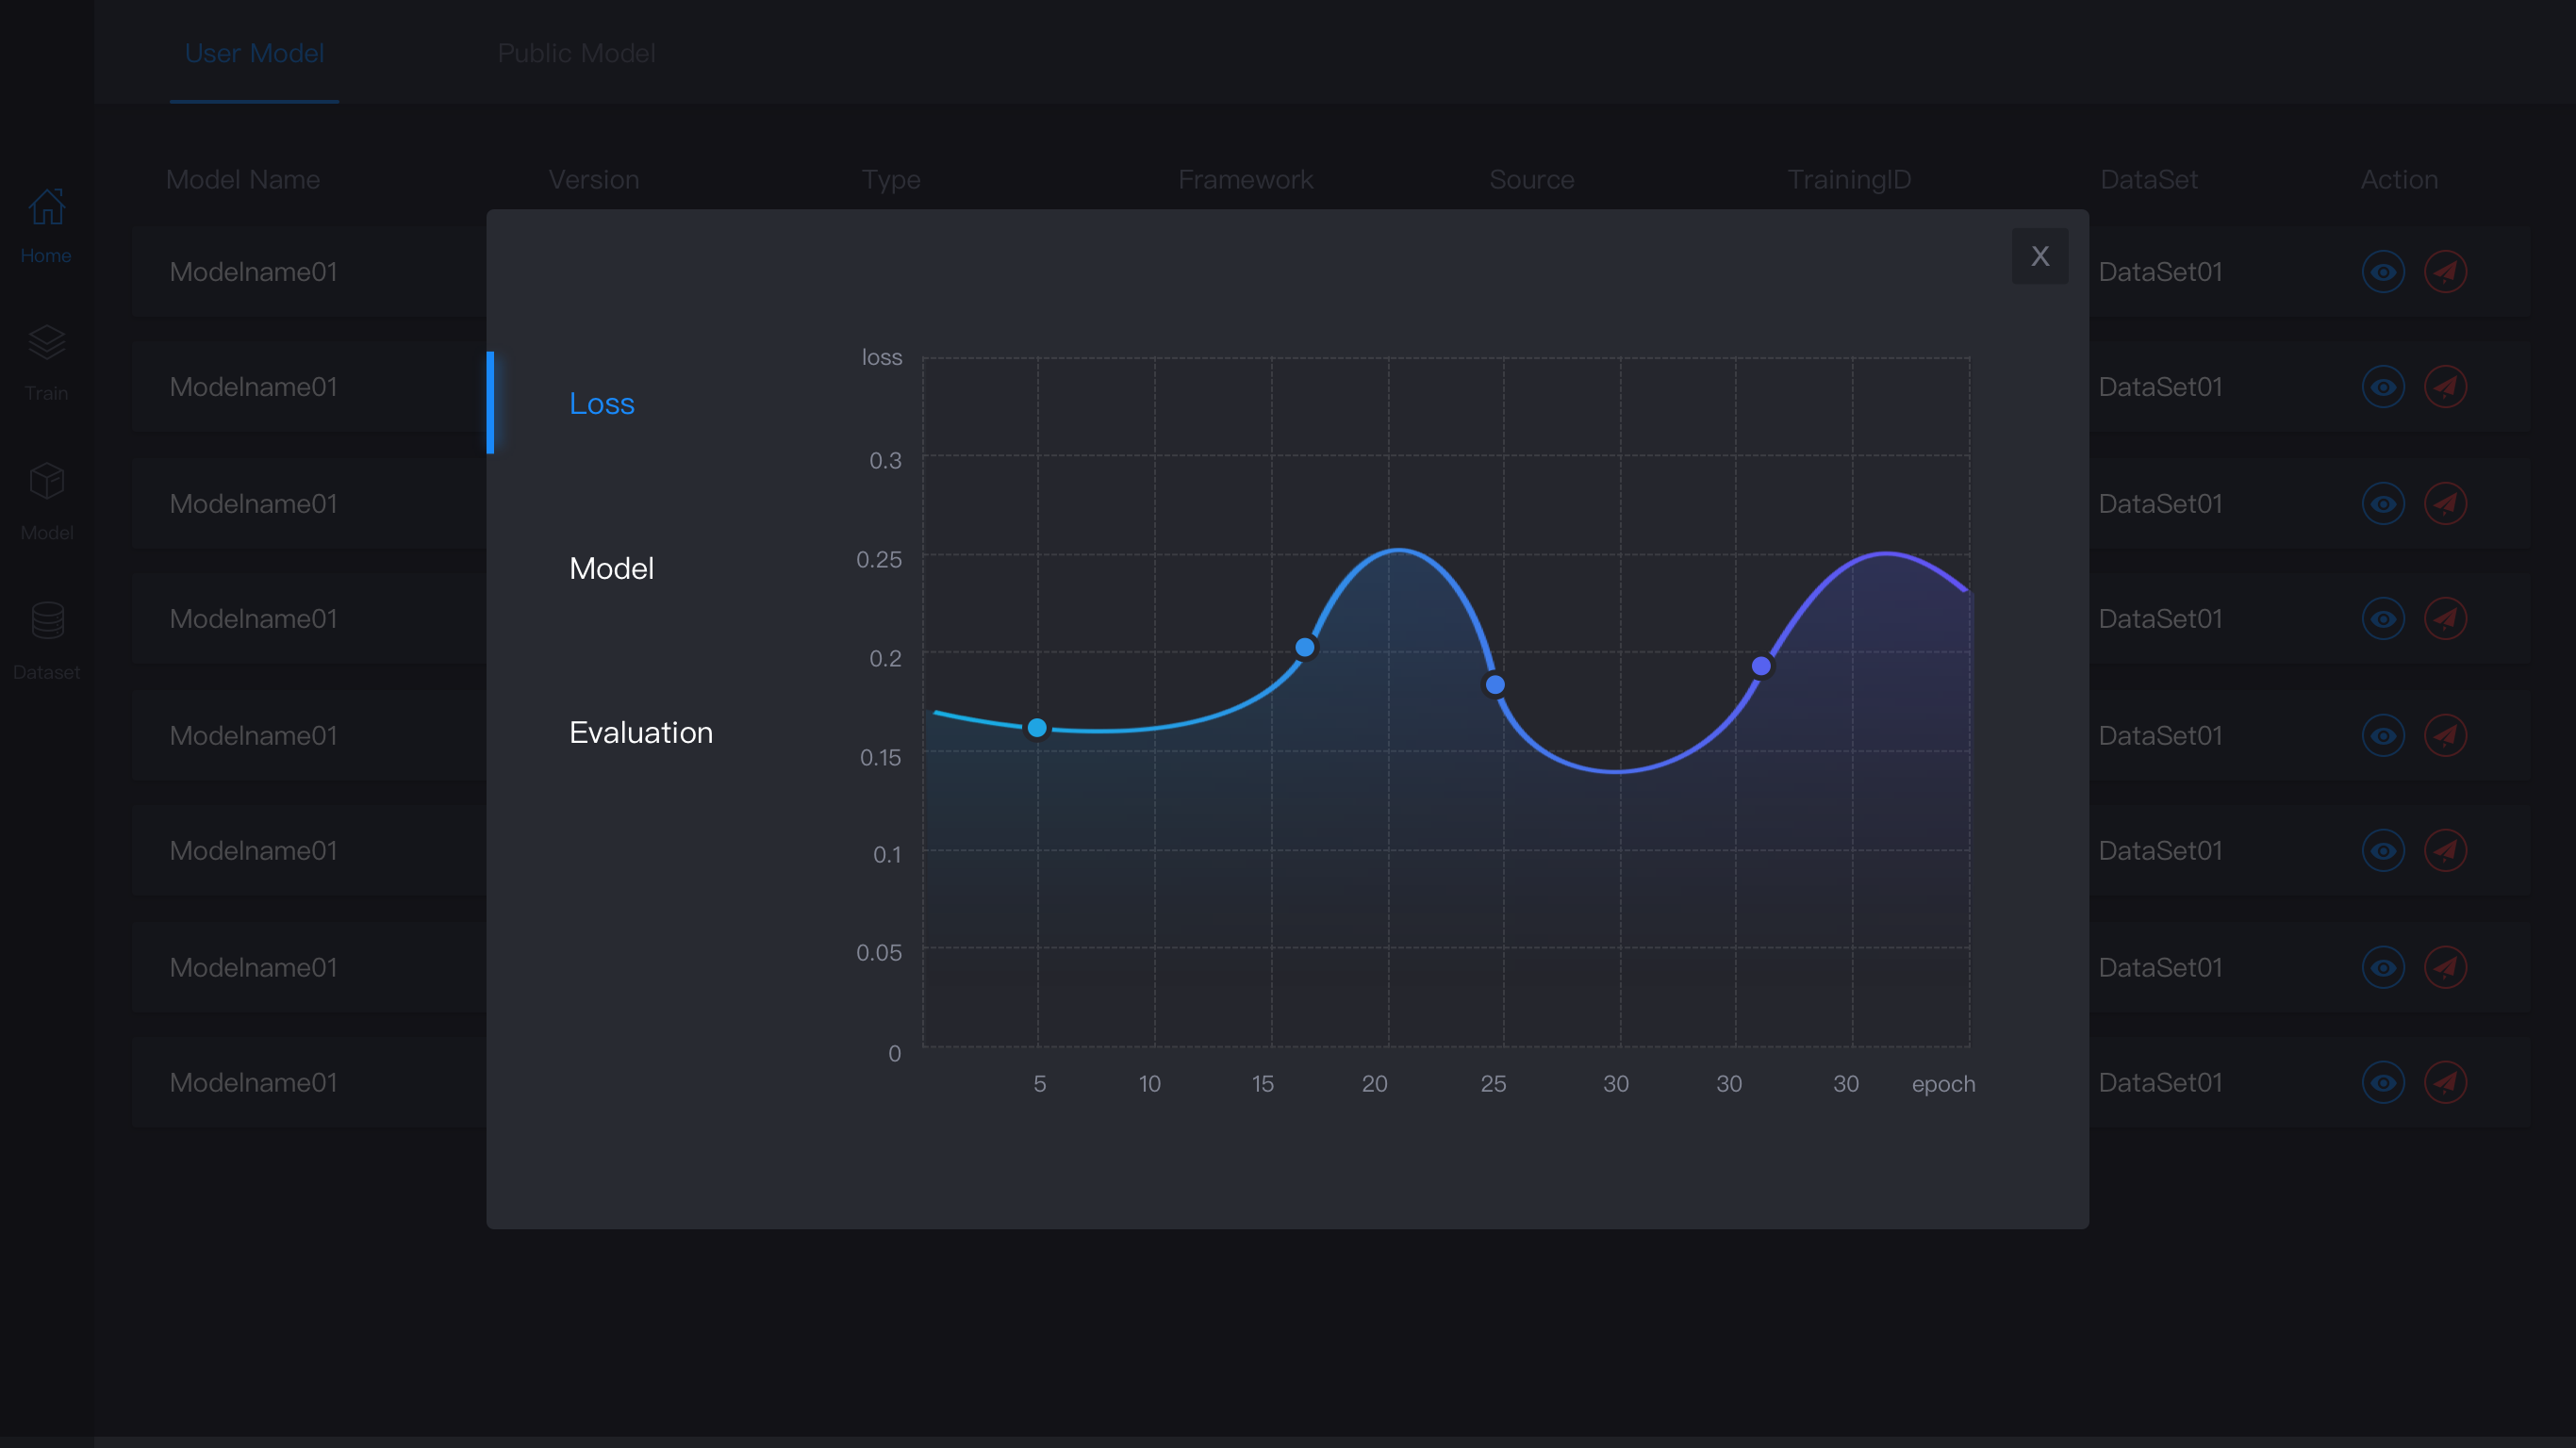 User Model
Public Model
Model Name
Version
Type
Framework
Source
TrainingID
DataSet
Action
Home
Train
Model
Dataset
Modelname01
DataSet01
Modelname01
DataSet01
Modelname01
DataSet01
Modelname01
DataSet01
Modelname01
DataSet01
Modelname01
DataSet01
Modelname01
DataSet01
Modelname01
DataSet01
X
Loss
Model
Evaluation
loss
0.3
0.25
0.2
0.15
0.1
0.05
0
5
10
15
20
25
30
30
30
epoch